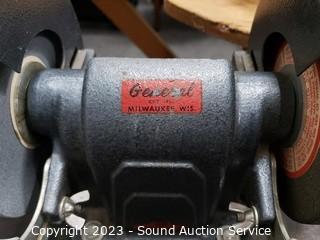 General
MILWAUKEE, WIS.
Copyright 2023 - Sound Auction Service